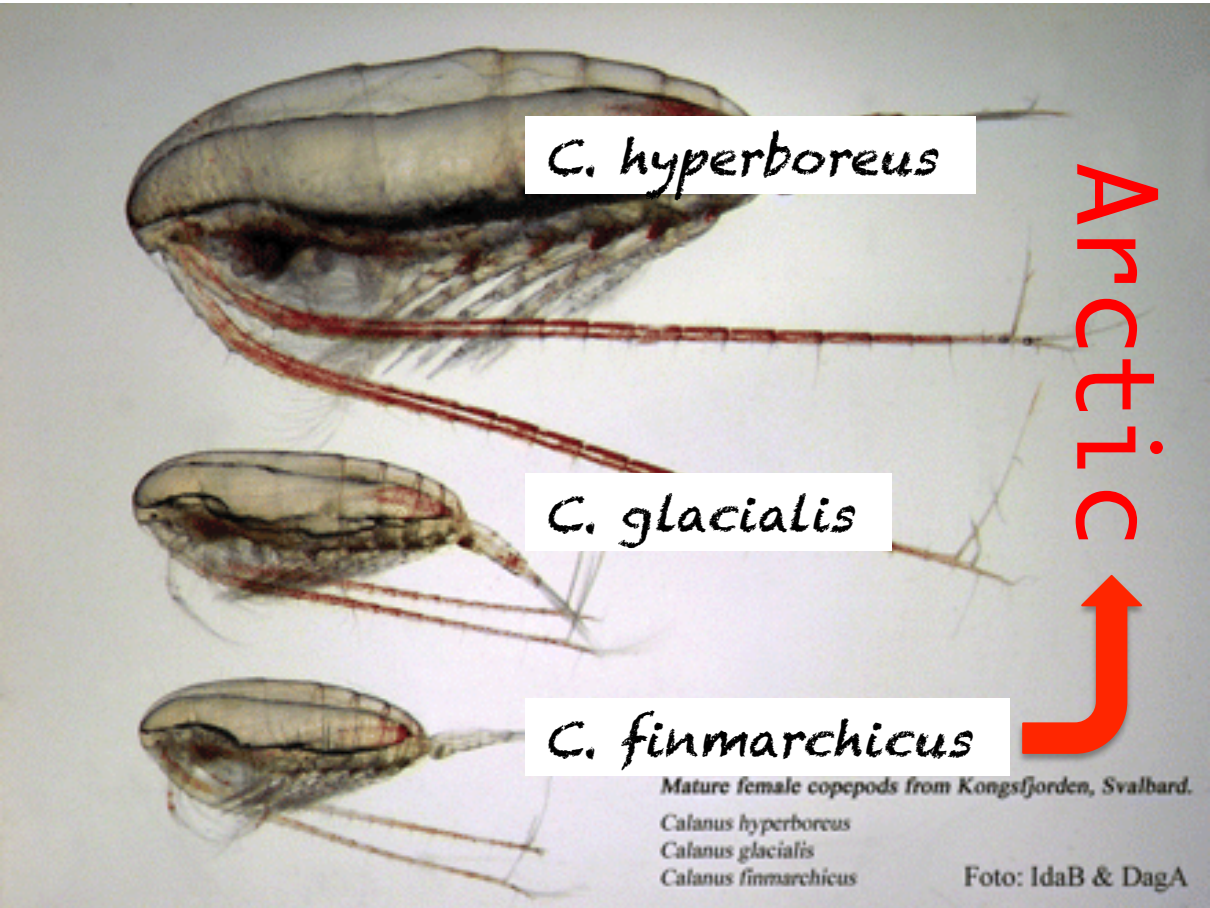 C. hyperboreus
Arctic
C. glacialis
C. finmarchicus
Mature female copepods from Kongsfjorden, Svalbard.
Calanus hyperboreus
Calanus glacialis
Calanus finmarchicus
Foto: IdaB & DagA